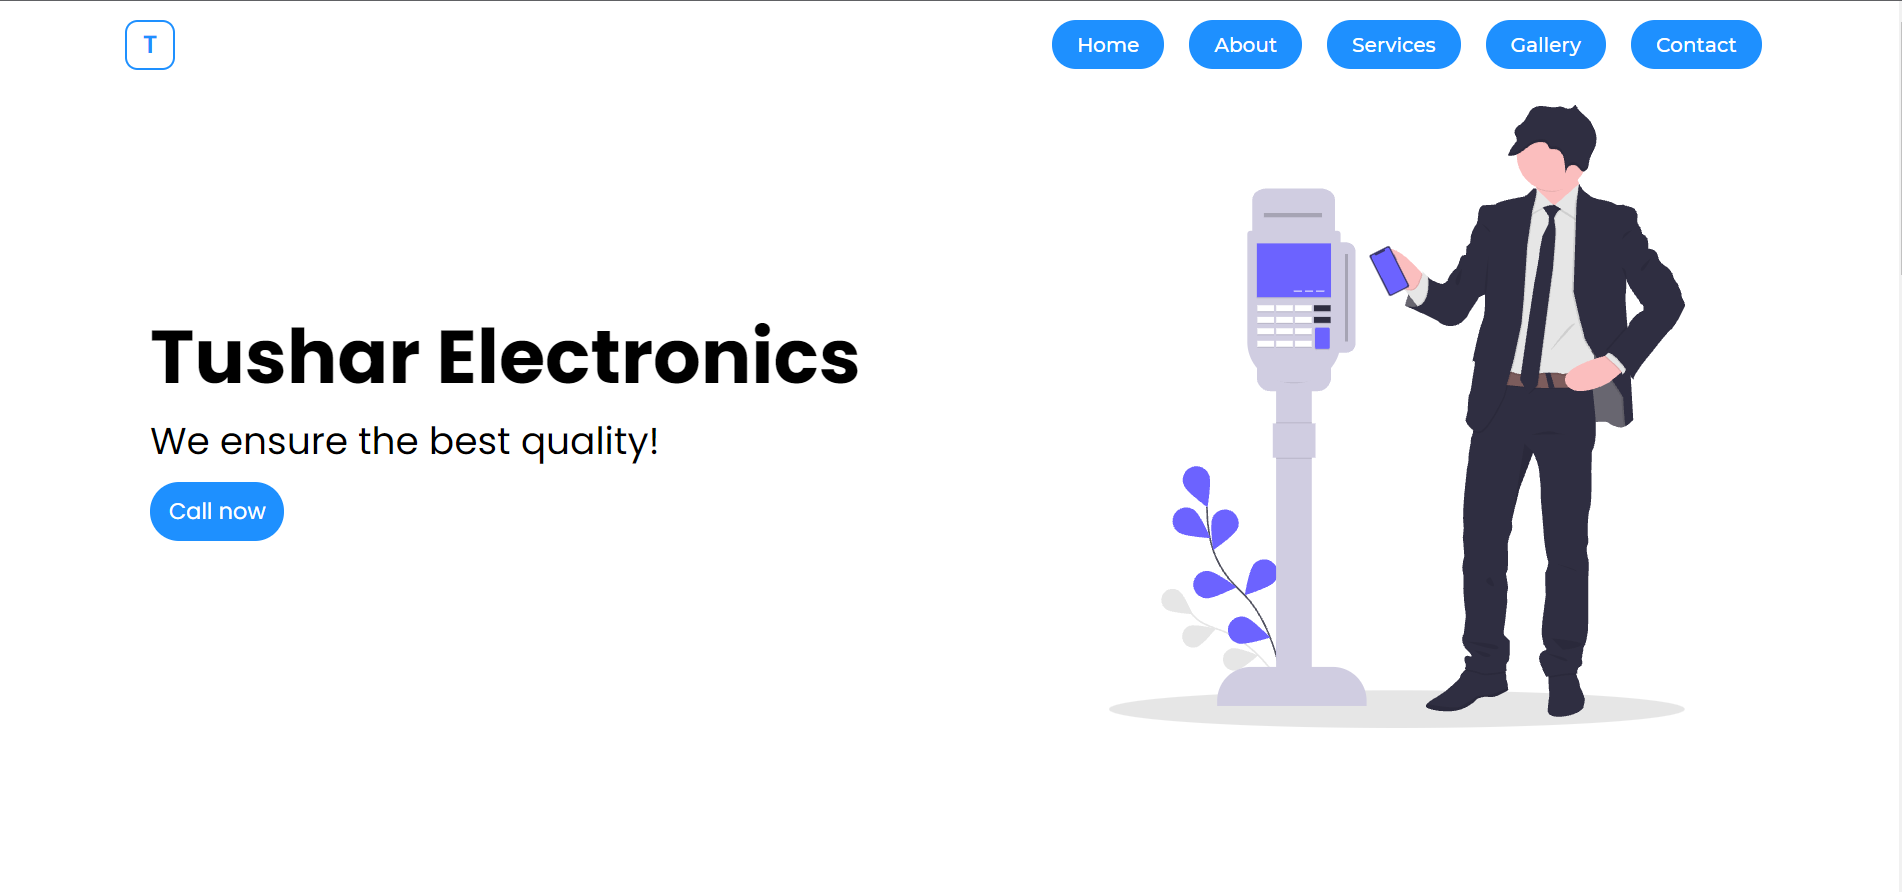 T
Home About Services Gallery Contact
Tushar Electronics
We ensure the best quality!
Call now